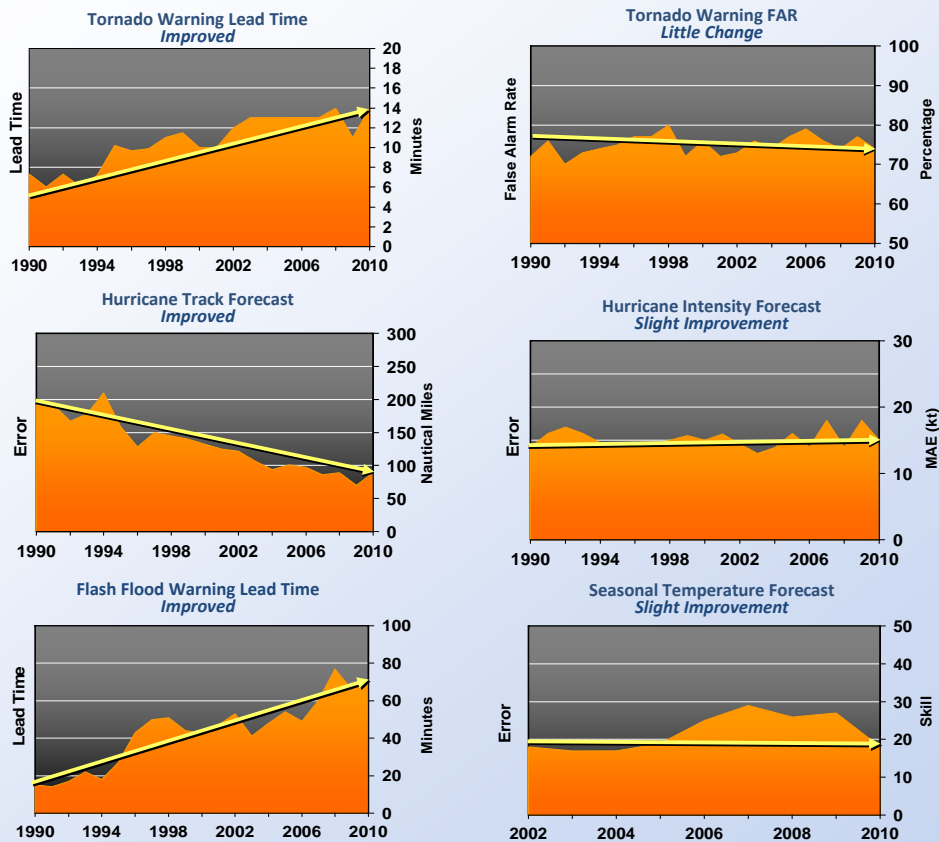 Tornado Warning Lead Time
Improved
Lead Time
20
18
16
14
12
10
8
6
4
2
0
Minutes
1990 1994 1998 2002 2006 2010
Tornado Warning FAR
Little Change
False Alarm Rate
100
90
80
70
60
50
Percentage
1990 1994 1998 2002 2006 2010
Hurricane Track Forecast
Improved
Error
300
250
200
150
100
50
0
Nautical Miles
1990 1994 1998 2002 2006 2010
Hurricane Intensity Forecast
Slight Improvement
Error
30
20
10
0
MAE (kt)
1990 1994 1998 2002 2006 2010
Flash Flood Warning Lead Time
Improved
Lead Time
100
80
60
40
20
0
Minutes
1990 1994 1998 2002 2006 2010
Seasonal Temperature Forecast
Slight Improvement
Error
50
40
30
20
10
0
Skill
2002 2004 2006 2008 2010